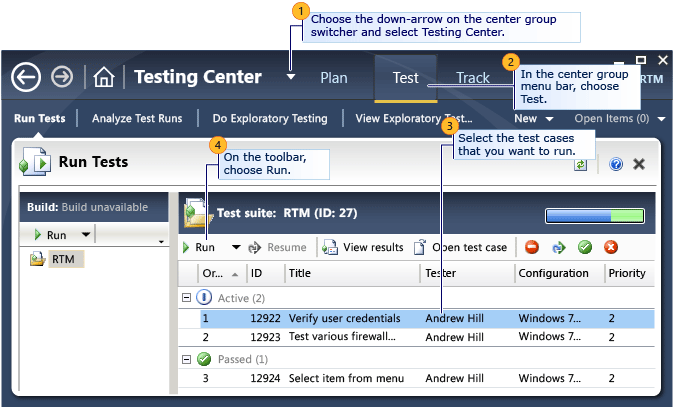 1 Choose the down-arrow on the center group
switcher and select Testing Center.
Testing Center Plan Test Track RTM
2 In the center group
menu bar, choose
Test.
Run Tests Analyze Test Runs Do Exploratory Testing View Exploratory Test... New Open Items (0)
3 Select the test cases
that you want to run.
4 On the toolbar,
choose Run.
Run Tests
Build: Build unavailable
Run
RTM
Test suite: RTM (ID: 27)
Run Resume View results Open test case
Or... ID Title Tester Configuration Priority
Active (2)
1 12922 Verify user credentials Andrew Hill Windows 7... 2
2 12923 Test various firewall... Andrew Hill Windows 7... 2
Passed (1)
3 12924 Select item from menu Andrew Hill Windows 7... 2